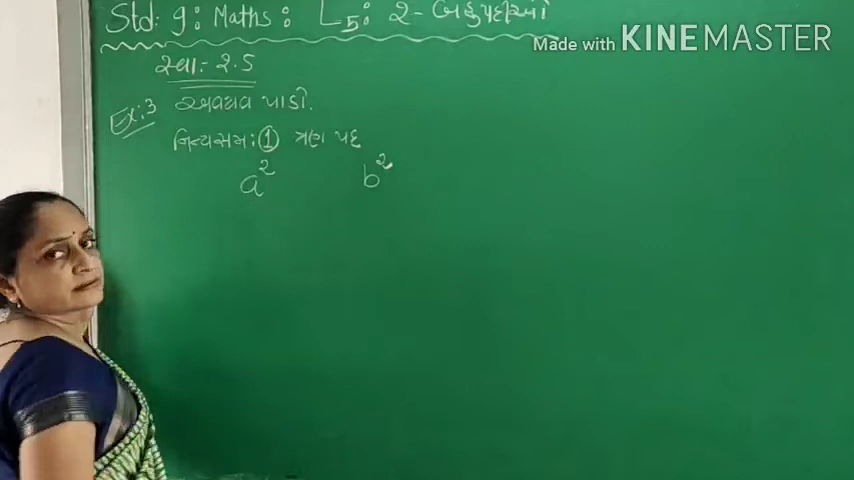 Std: 9: Maths: L5: 2 - બહુપદીઓ
Made with KINEMASTER
સ્વા:- 2.5
Ex:3 અવયવ પાડો.
નિત્યસમ: ① ત્રણ પદ
a² b²